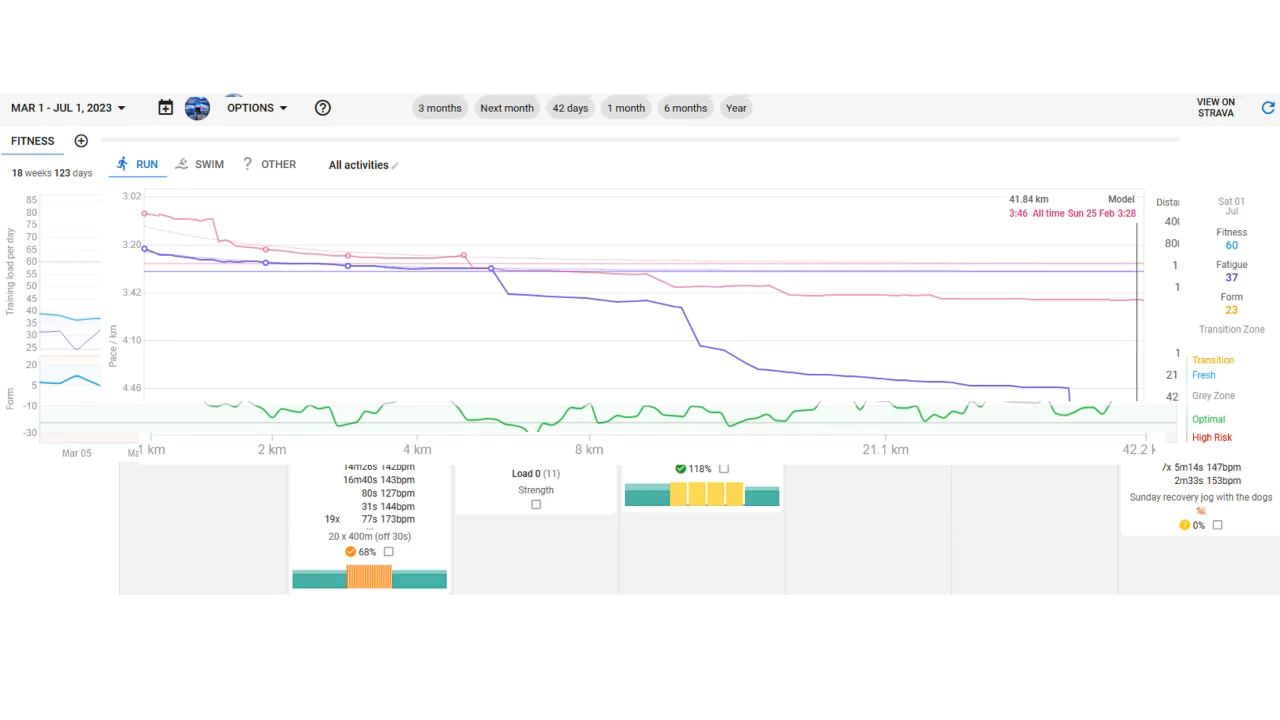 MAR 1 - JUL 1, 2023
OPTIONS
3 months
Next month
42 days
1 month
6 months
Year
VIEW ON
STRAVA
FITNESS
18 weeks 123 days
RUN
SWIM
OTHER
All activities
85
80
75
70
65
60
55
50
45
40
35
30
25
20
5
-10
-30
Training load per day
Form
Mar 05
3:02
3:20
3:42
4:10
4:46
Pace / km
41.84 km
Model
3:46 All time Sun 25 Feb 3:28
1 km
2 km
4 km
8 km
21.1 km
42.2
Sat 01
Jul
Fitness
60
Fatigue
37
Form
23
Transition Zone
Transition
Fresh
Grey Zone
Optimal
High Risk
14m26s 142bpm
16m40s 143bpm
80s 127bpm
31s 144bpm
19x 77s 173bpm
...
20 x 400m (off 30s)
68%
Load 0 (11)
Strength
118%
5m14s 147bpm
2m33s 153bpm
Sunday recovery jog with the dogs
0%